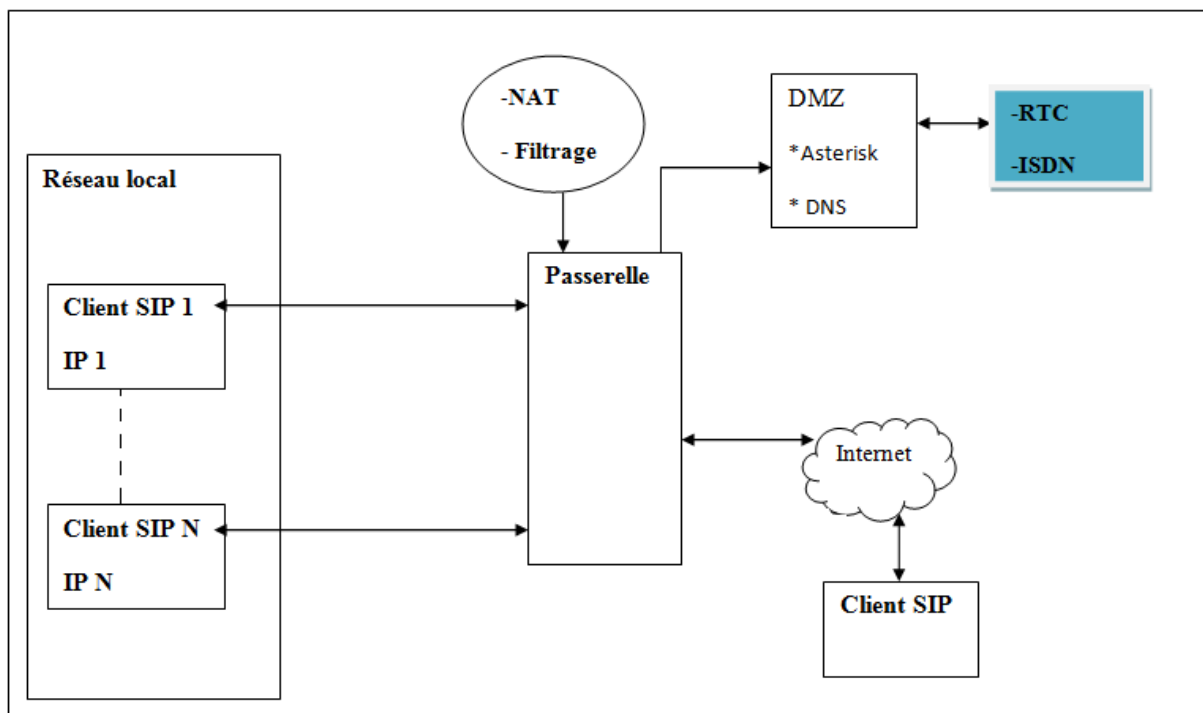 -NAT
- Filtrage
DMZ
*Asterisk
* DNS
-RTC
-ISDN
Réseau local
Client SIP 1
IP 1
Passerelle
Internet
Client SIP N
IP N
Client SIP